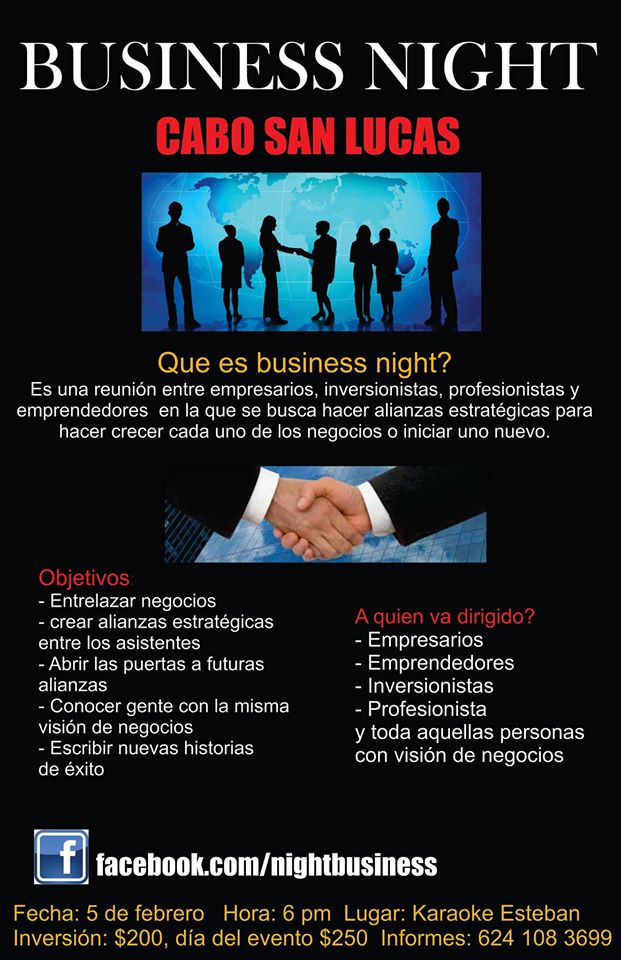 BUSINESS NIGHT
CABO SAN LUCAS
Que es business night?
Es una reunión entre empresarios, inversionistas, profesionistas y
emprendedores en la que se busca hacer alianzas estratégicas para
hacer crecer cada uno de los negocios o iniciar uno nuevo.
Objetivos:
- Entrelazar negocios
- crear alianzas estratégicas
entre los asistentes
- Abrir las puertas a futuras
alianzas
- Conocer gente con la misma
visión de negocios
- Escribir nuevas historias
de éxito
A quien va dirigido?
- Empresarios
- Emprendedores
- Inversionistas
- Profesionista
y toda aquellas personas
con visión de negocios
f facebook.com/nightbusiness
Fecha: 5 de febrero Hora: 6 pm Lugar: Karaoke Esteban
Inversión: $200, día del evento $250 Informes: 624 108 3699